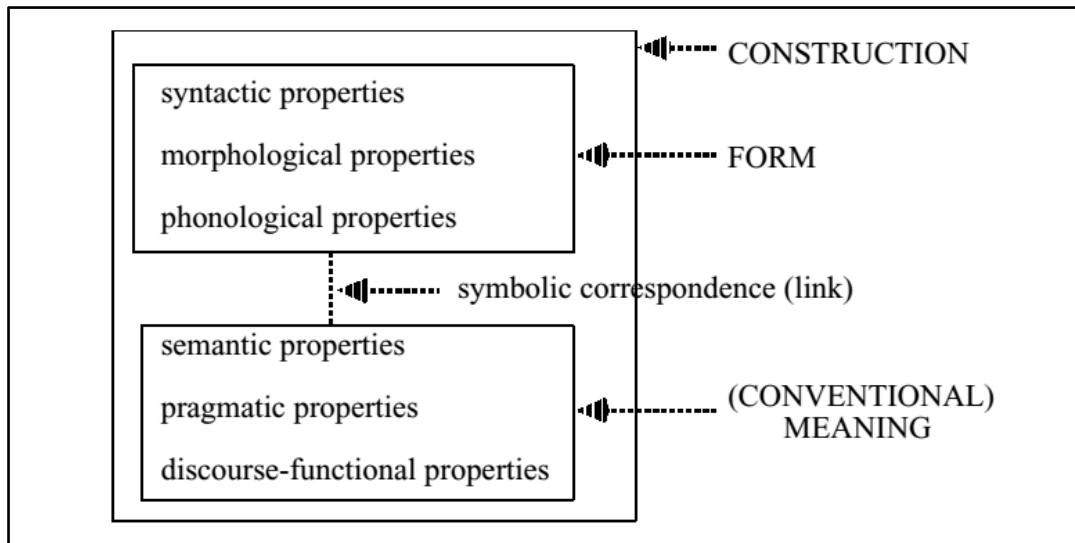 CONSTRUCTION
syntactic properties
morphological properties
FORM
phonological properties
symbolic correspondence (link)
semantic properties
pragmatic properties
(CONVENTIONAL)
MEANING
discourse-functional properties